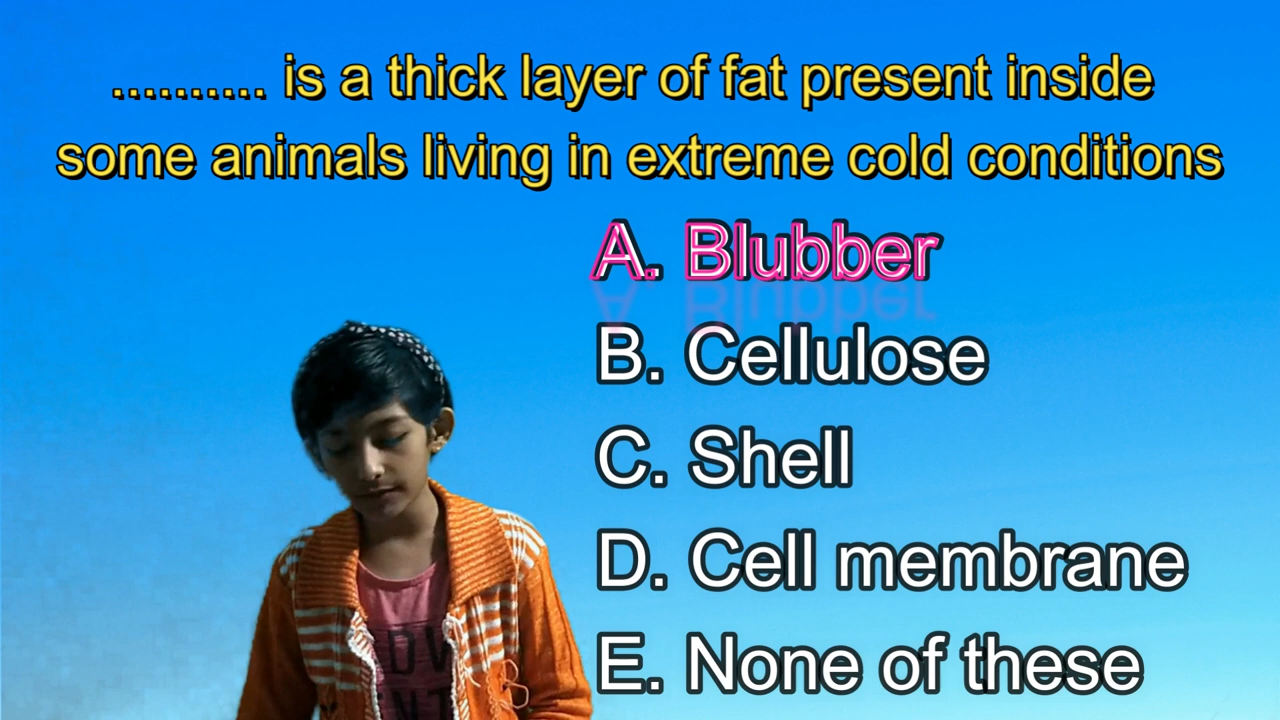 .......... is a thick layer of fat present inside
some animals living in extreme cold conditions
A. Blubber
B. Cellulose
C. Shell
D. Cell membrane
E. None of these